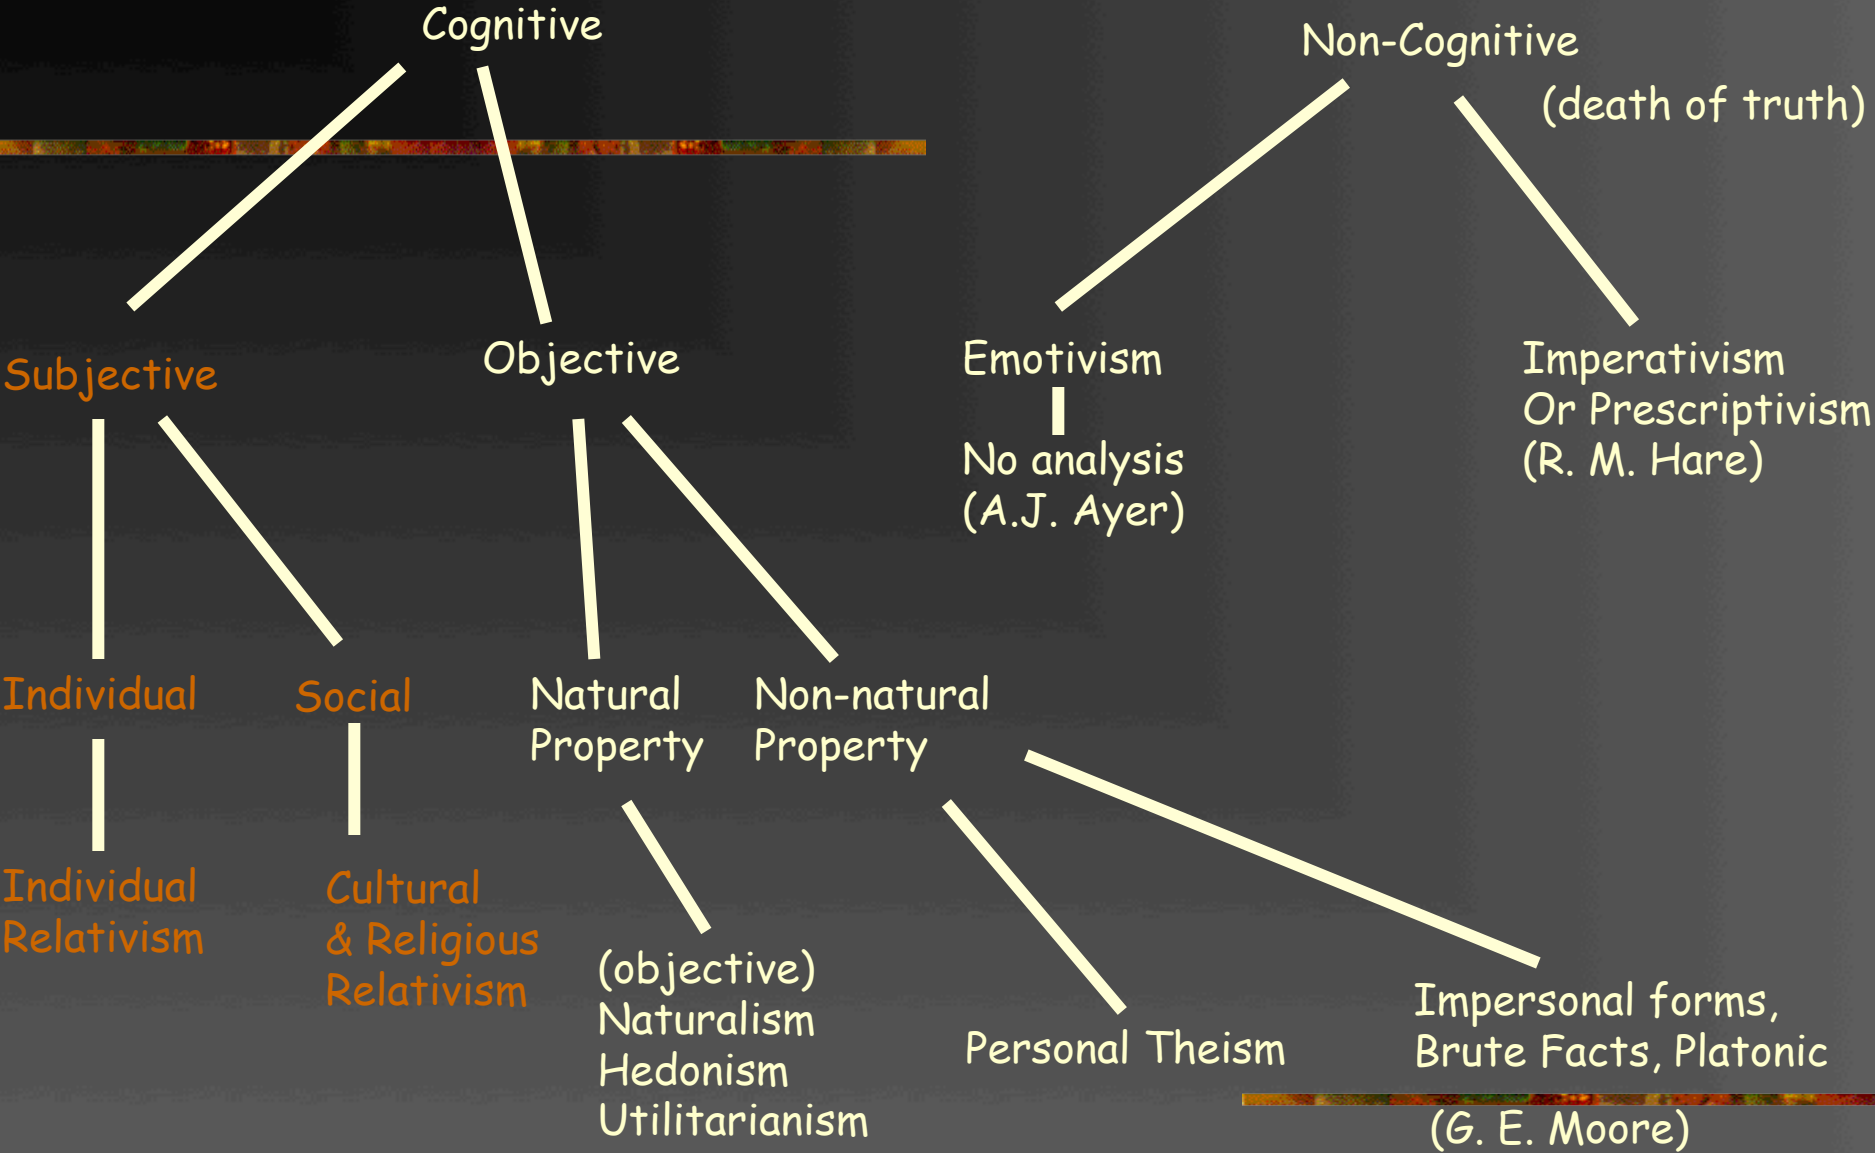 Cognitive
Non-Cognitive
(death of truth)
Subjective
Objective
Emotivism
No analysis
(A.J. Ayer)
Imperativism
Or Prescriptivism
(R. M. Hare)
Individual
Social
Natural
Property
Non-natural
Property
Individual
Relativism
Cultural
& Religious
Relativism
(objective)
Naturalism
Hedonism
Utilitarianism
Personal Theism
Impersonal forms,
Brute Facts, Platonic
(G. E. Moore)